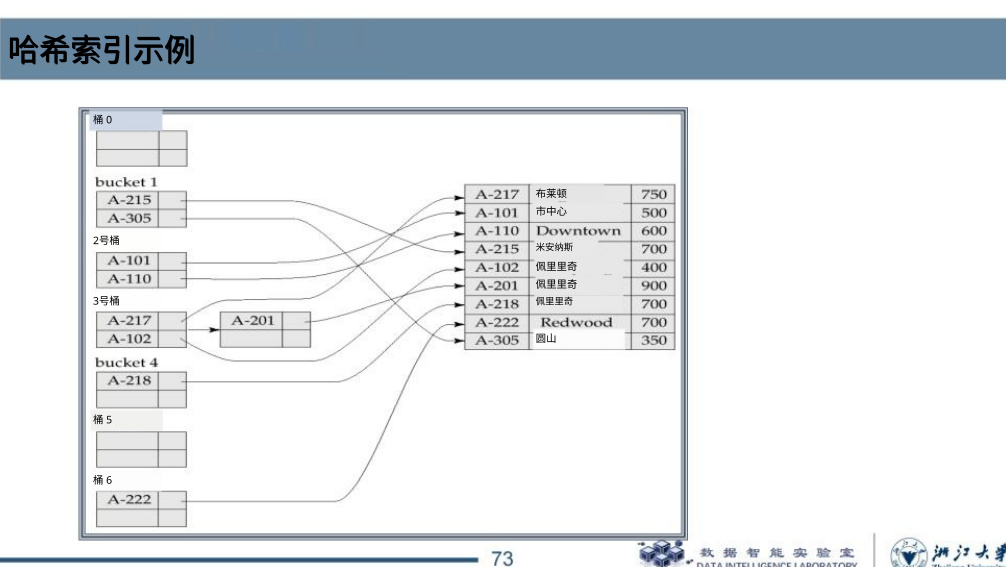 哈希索引示例
桶 0
bucket 1
A-215
A-305
2号桶
A-101
A-110
3号桶
A-217
A-102
A-201
bucket 4
A-218
桶 5
桶 6
A-222
A-217 布莱顿 750
A-101 市中心 500
A-110 Downtown 600
A-215 米安纳斯 700
A-102 佩里里奇 400
A-201 佩里里奇 900
A-218 佩里里奇 700
A-222 Redwood 700
A-305 圆山 350
73
数据智能实验室
DATA INTELLIGENCE LABORATORY
浙江大学